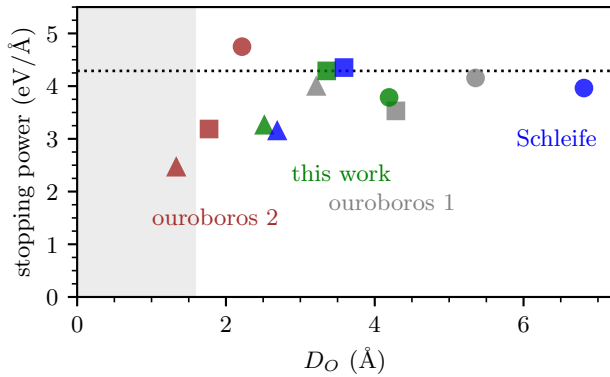 5
4
3
2
1
0
stopping power (eV/Å)
Schleife
this work
ouroboros 1
ouroboros 2
0 2 4 6
D_O (Å)